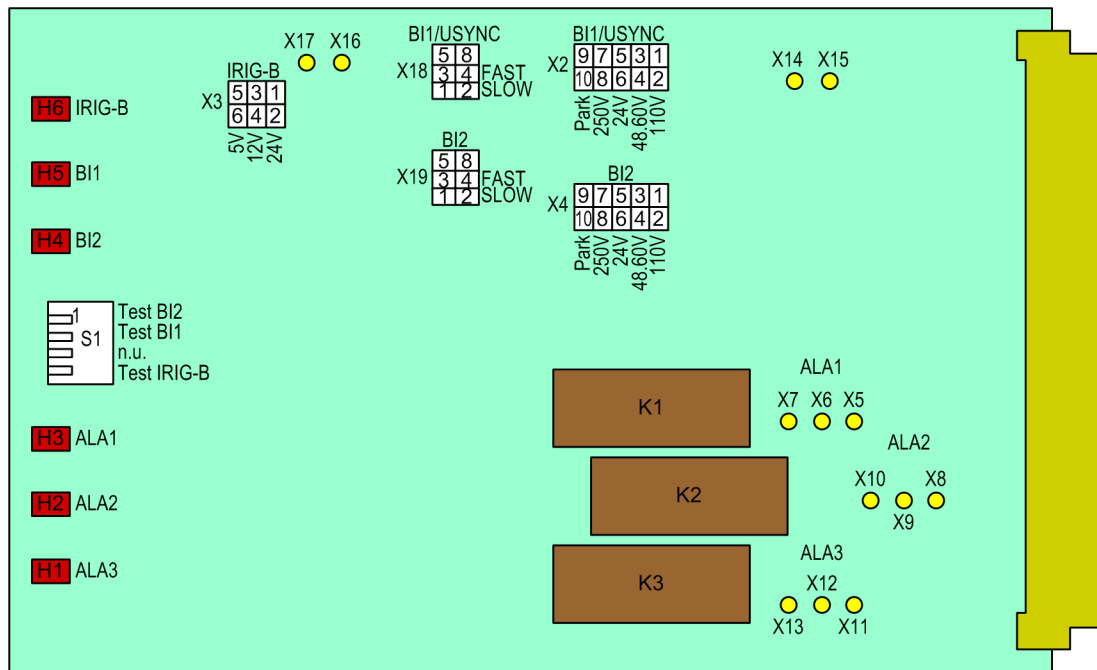 X17 X16
BI1/USYNC
5 8
X18
3 4 FAST
1 2 SLOW
BI1/USYNC
X2
9 7 5 3 1
10 8 6 4 2
Park
250V
24V
48.60V
110V
X14 X15
IRIG-B
X3
5 3 1
6 4 2
5V
12V
24V
H6 IRIG-B
H5 BI1
H4 BI2
BI2
5 8
X19
3 4 FAST
1 2 SLOW
BI2
X4
9 7 5 3 1
10 8 6 4 2
Park
250V
24V
48.60V
110V
1
S1
Test BI2
Test BI1
n.u.
Test IRIG-B
H3 ALA1
H2 ALA2
H1 ALA3
K1
K2
K3
ALA1
X7 X6 X5
ALA2
X10 X8
X9
ALA3
X12
X13 X11